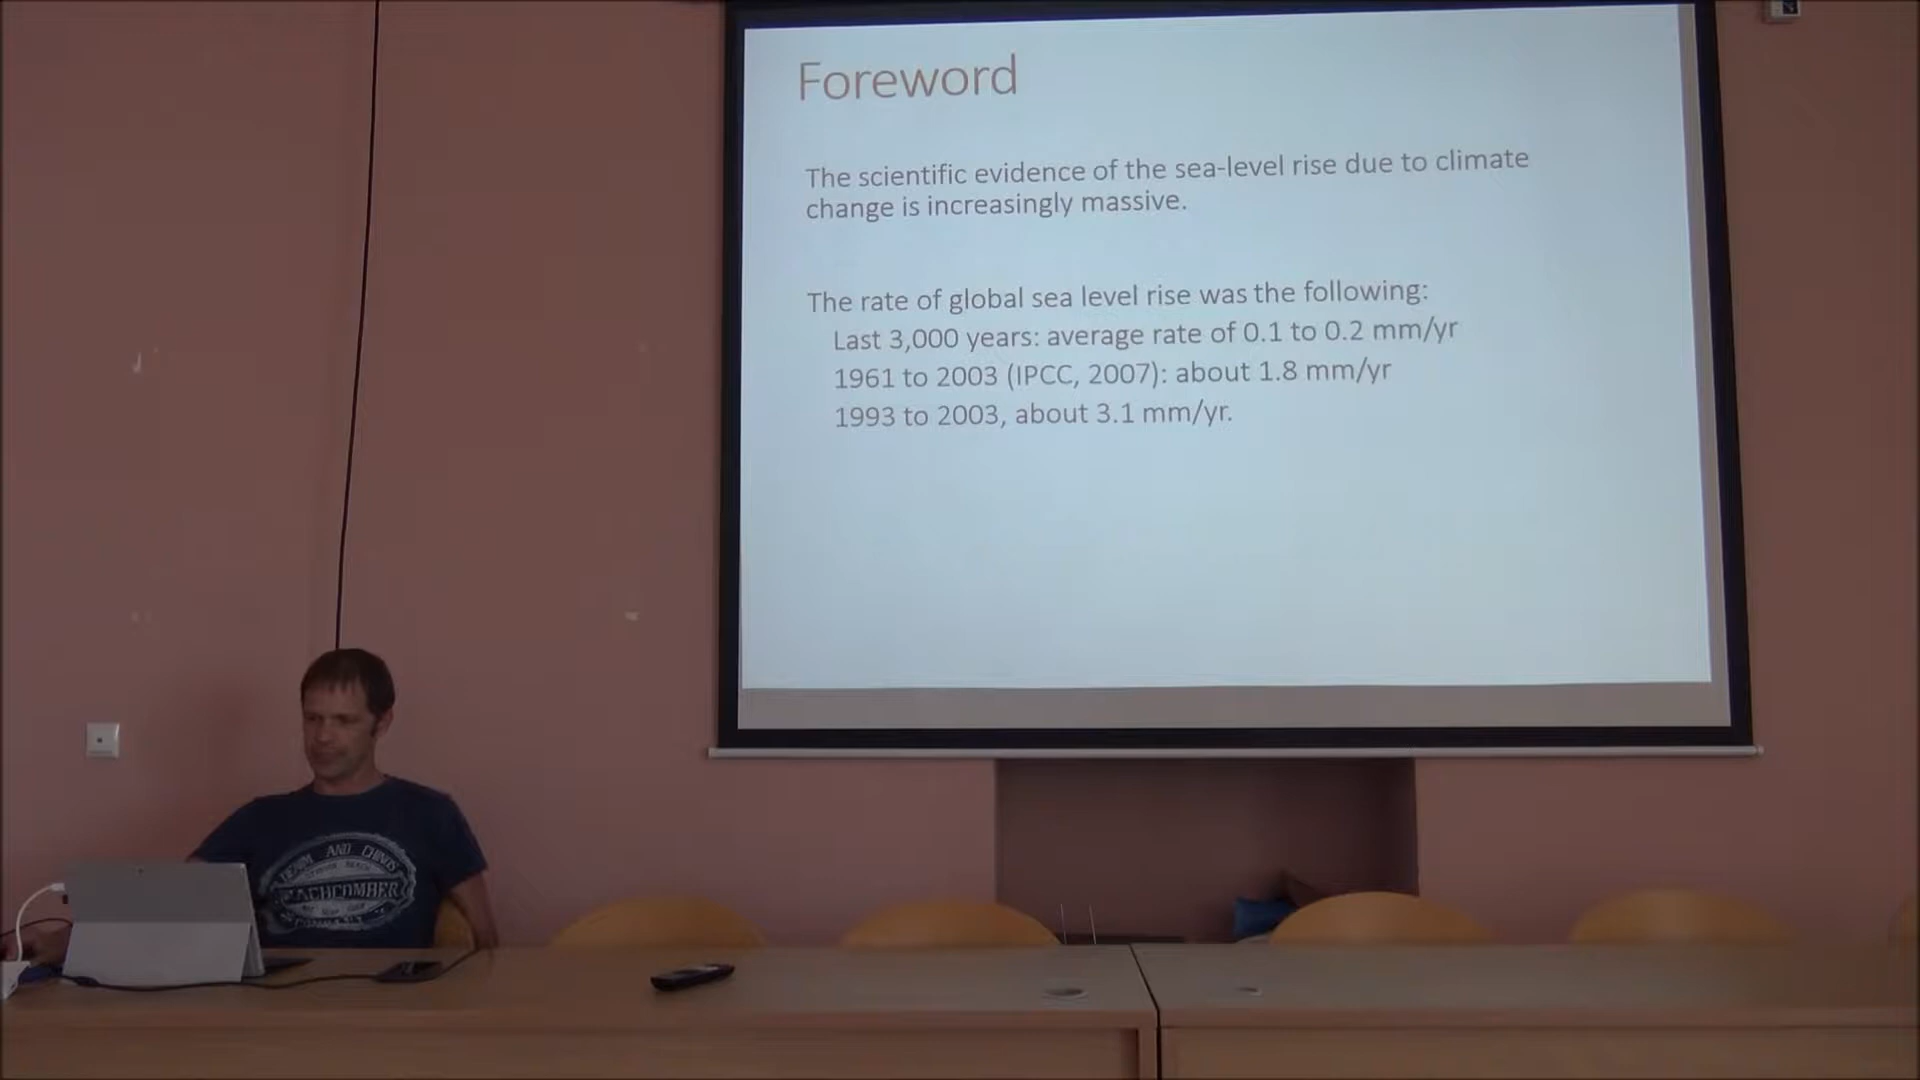 Foreword
The scientific evidence of the sea-level rise due to climate
change is increasingly massive.
The rate of global sea level rise was the following:
Last 3,000 years: average rate of 0.1 to 0.2 mm/yr
1961 to 2003 (IPCC, 2007): about 1.8 mm/yr
1993 to 2003, about 3.1 mm/yr.
AND CHINOS